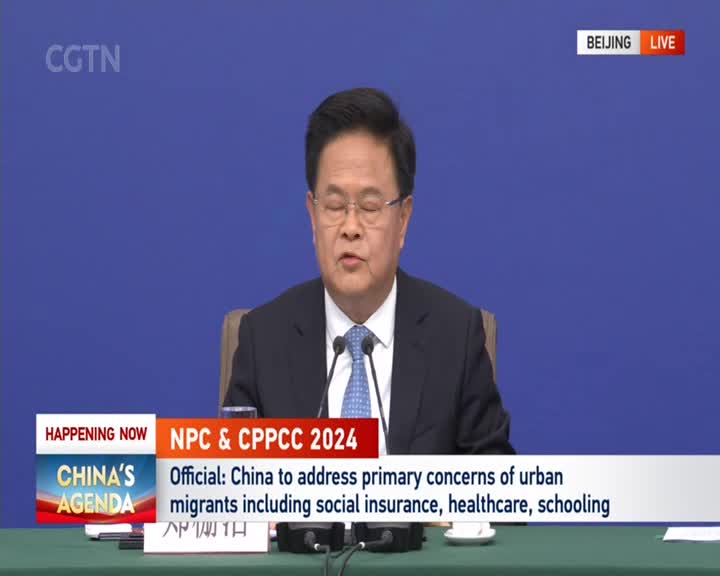 CGTN
BEIJING LIVE
HAPPENING NOW
NPC & CPPCC 2024
CHINA'S
AGENDA
Official: China to address primary concerns of urban
migrants including social insurance, healthcare, schooling